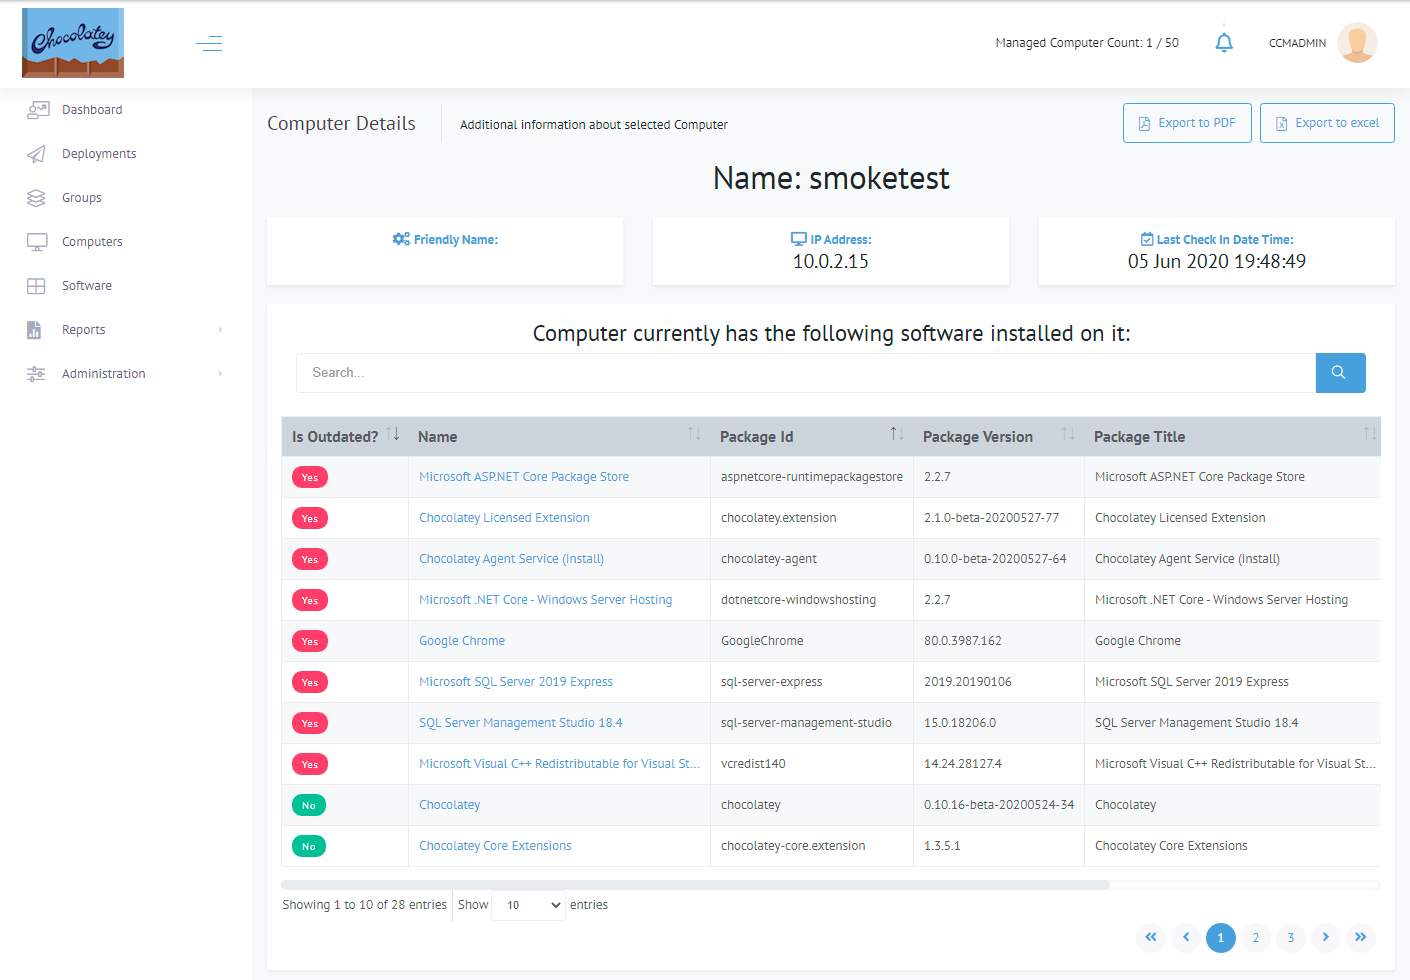 Chocolatey
Managed Computer Count: 1 / 50
CCMADMIN
Dashboard
Deployments
Groups
Computers
Software
Reports
Administration
Computer Details
Additional information about selected Computer
Export to PDF
Export to excel
Name: smoketest
Friendly Name:
IP Address:
10.0.2.15
Last Check In Date Time:
05 Jun 2020 19:48:49
Computer currently has the following software installed on it:
Search...
Is Outdated? Name Package Id Package Version Package Title
Yes Microsoft ASP.NET Core Package Store aspnetcore-runtimepackagestore 2.2.7 Microsoft ASP.NET Core Package Store
Yes Chocolatey Licensed Extension chocolatey.extension 2.1.0-beta-20200527-77 Chocolatey Licensed Extension
Yes Chocolatey Agent Service (Install) chocolatey-agent 0.10.0-beta-20200527-64 Chocolatey Agent Service (Install)
Yes Microsoft .NET Core - Windows Server Hosting dotnetcore-windowshosting 2.2.7 Microsoft .NET Core - Windows Server Hosting
Yes Google Chrome GoogleChrome 80.0.3987.162 Google Chrome
Yes Microsoft SQL Server 2019 Express sql-server-express 2019.20190106 Microsoft SQL Server 2019 Express
Yes SQL Server Management Studio 18.4 sql-server-management-studio 15.0.18206.0 SQL Server Management Studio 18.4
Yes Microsoft Visual C++ Redistributable for Visual St... vcredist140 14.24.28127.4 Microsoft Visual C++ Redistributable for Visual St...
No Chocolatey chocolatey 0.10.16-beta-20200524-34 Chocolatey
No Chocolatey Core Extensions chocolatey-core.extension 1.3.5.1 Chocolatey Core Extensions
Showing 1 to 10 of 28 entries Show 10 entries
1 2 3